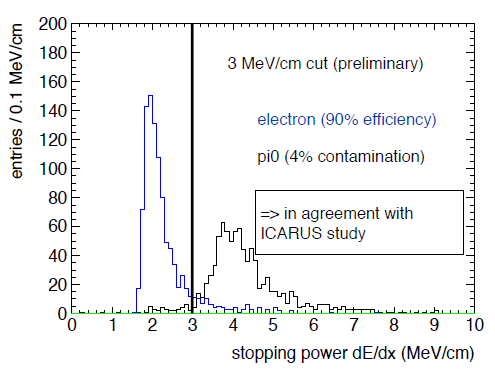 entries / 0.1 MeV/cm
200
180
160
140
120
100
80
60
40
20
0
3 MeV/cm cut (preliminary)
electron (90% efficiency)
pi0 (4% contamination)
=> in agreement with
ICARUS study
0 1 2 3 4 5 6 7 8 9 10
stopping power dE/dx (MeV/cm)